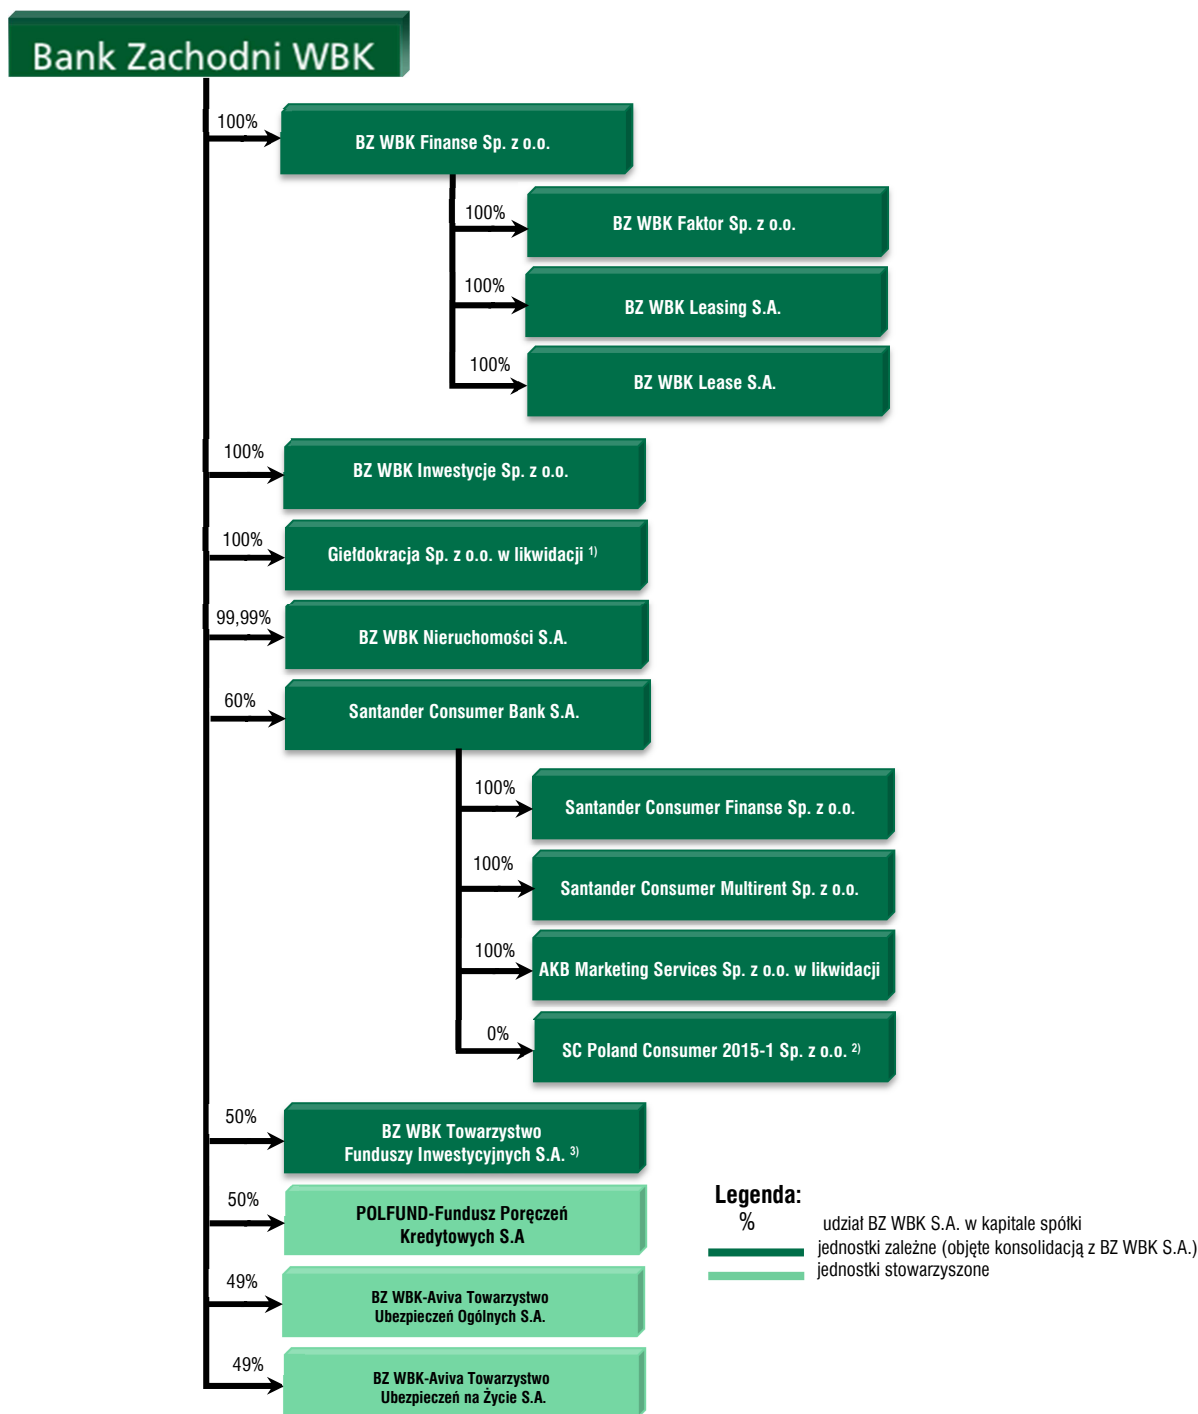 Bank Zachodni WBK
100%
BZ WBK Finanse Sp. z o.o.
100%
BZ WBK Faktor Sp. z o.o.
100%
BZ WBK Leasing S.A.
100%
BZ WBK Lease S.A.
100%
BZ WBK Inwestycje Sp. z o.o.
100%
Giełdokracja Sp. z o.o. w likwidacji 1)
99,99%
BZ WBK Nieruchomości S.A.
60%
Santander Consumer Bank S.A.
100%
Santander Consumer Finanse Sp. z o.o.
100%
Santander Consumer Multirent Sp. z o.o.
100%
AKB Marketing Services Sp. z o.o. w likwidacji
0%
SC Poland Consumer 2015-1 Sp. z o.o. 2)
50%
BZ WBK Towarzystwo
Funduszy Inwestycyjnych S.A. 3)
50%
POLFUND-Fundusz Poręczeń
Kredytowych S.A
49%
BZ WBK-Aviva Towarzystwo
Ubezpieczeń Ogólnych S.A.
49%
BZ WBK-Aviva Towarzystwo
Ubezpieczeń na Życie S.A.
Legenda:
% udział BZ WBK S.A. w kapitale spółki
jednostki zależne (objęte konsolidacją z BZ WBK S.A.)
jednostki stowarzyszone